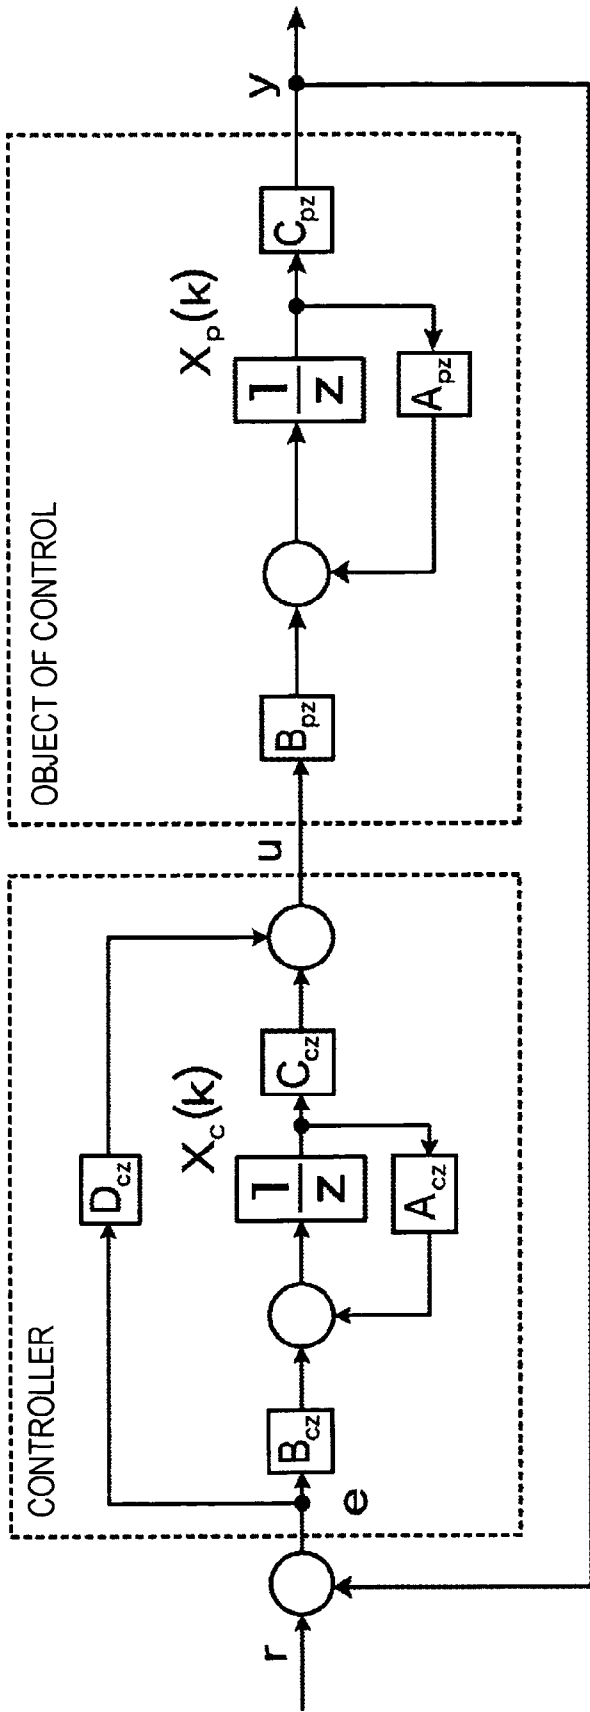 CONTROLLER
OBJECT OF CONTROL
r
e
B_cz
D_cz
1
z
X_c(k)
A_cz
C_cz
u
B_pz
1
z
X_p(k)
A_pz
C_pz
y